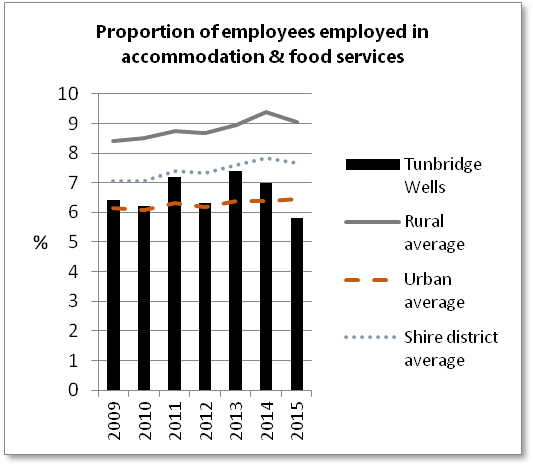 Proportion of employees employed in
accommodation & food services
10
9
8
7
6
5
4
3
2
1
0
%
2009
2010
2011
2012
2013
2014
2015
Tunbridge
Wells
Rural
average
Urban
average
Shire district
average